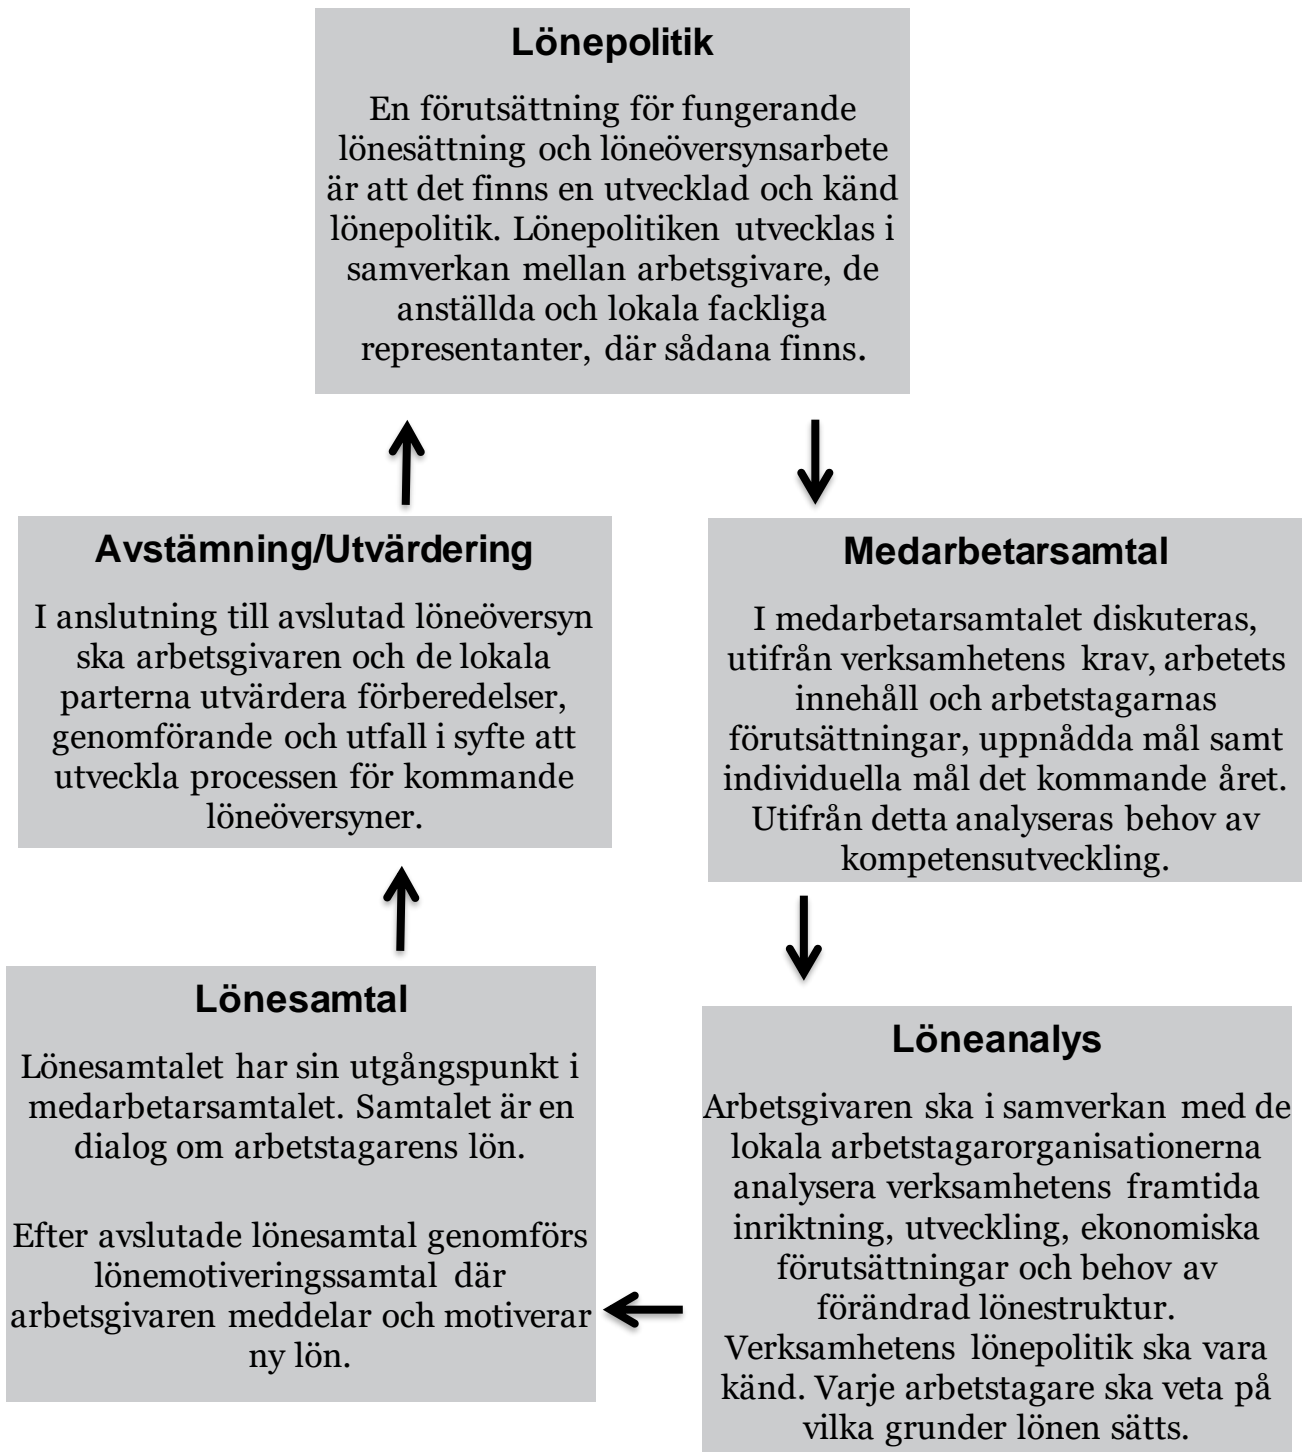 Lönepolitik
En förutsättning för fungerande
lönesättning och löneöversynsarbete
är att det finns en utvecklad och känd
lönepolitik. Lönepolitiken utvecklas i
samverkan mellan arbetsgivare, de
anställda och lokala fackliga
representanter, där sådana finns.
Medarbetarsamtal
I medarbetarsamtalet diskuteras,
utifrån verksamhetens krav, arbetets
innehåll och arbetstagarnas
förutsättningar, uppnådda mål samt
individuella mål det kommande året.
Utifrån detta analyseras behov av
kompetensutveckling.
Löneanalys
Arbetsgivaren ska i samverkan med de
lokala arbetstagarorganisationerna
analysera verksamhetens framtida
inriktning, utveckling, ekonomiska
förutsättningar och behov av
förändrad lönestruktur.
Verksamhetens lönepolitik ska vara
känd. Varje arbetstagare ska veta på
vilka grunder lönen sätts.
Lönesamtal
Lönesamtalet har sin utgångspunkt i
medarbetarsamtalet. Samtalet är en
dialog om arbetstagarens lön.
Efter avslutade lönesamtal genomförs
lönemotiveringssamtal där
arbetsgivaren meddelar och motiverar
ny lön.
Avstämning/Utvärdering
I anslutning till avslutad löneöversyn
ska arbetsgivaren och de lokala
parterna utvärdera förberedelser,
genomförande och utfall i syfte att
utveckla processen för kommande
löneöversyner.